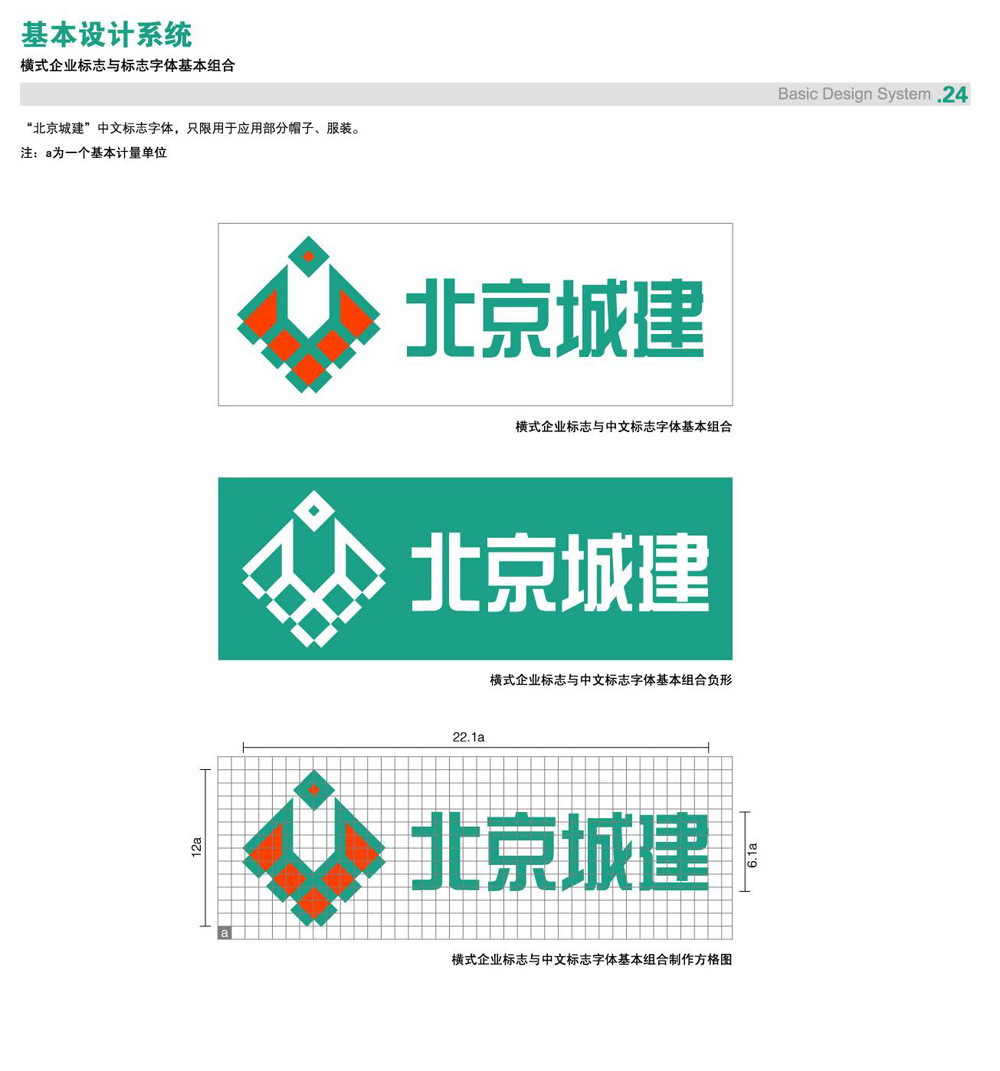 基本设计系统
横式企业标志与标志字体基本组合
Basic Design System .24
“北京城建”中文标志字体，只限用于应用部分帽子、服装。
注：a为一个基本计量单位
北京城建
横式企业标志与中文标志字体基本组合
北京城建
横式企业标志与中文标志字体基本组合负形
22.1a
12a
北京城建
6.1a
a
横式企业标志与中文标志字体基本组合制作方格图